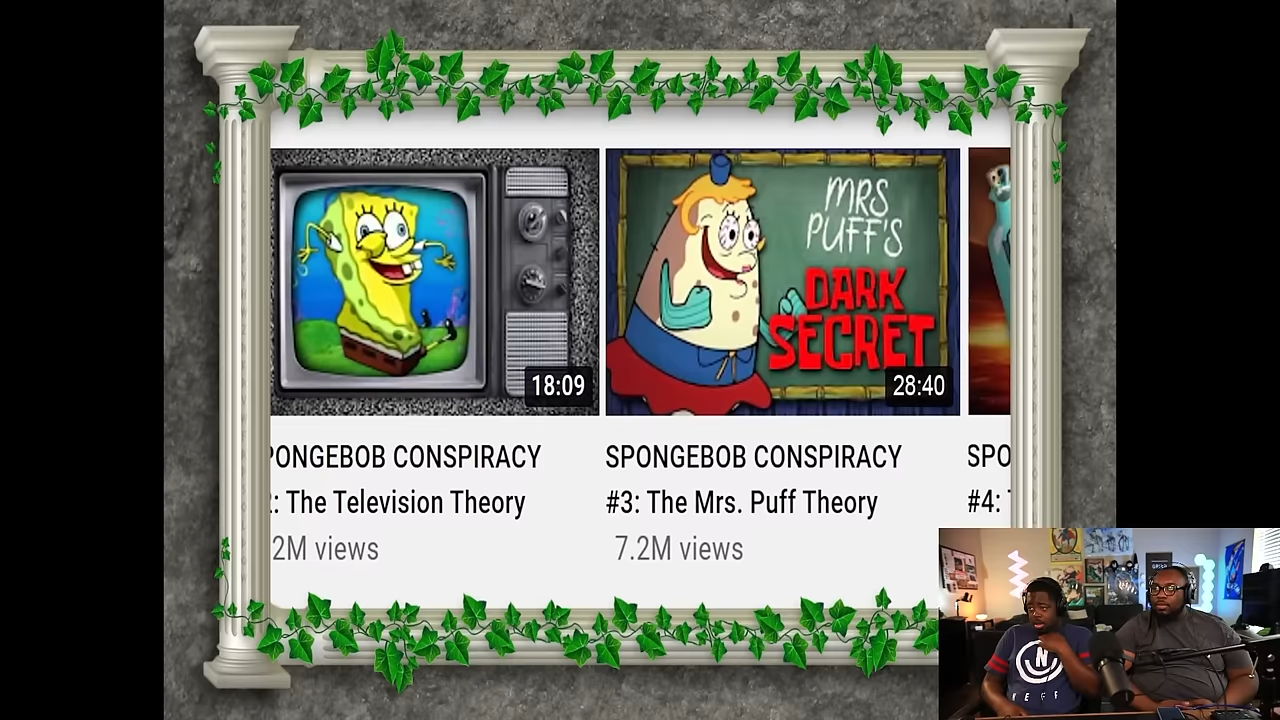 MRS
PUFF'S
DARK
SECRET
18:09
28:40
PONGEBOB CONSPIRACY
: The Television Theory
2M views
SPONGEBOB CONSPIRACY
#3: The Mrs. Puff Theory
7.2M views
SPO
#4:
N
NEFF